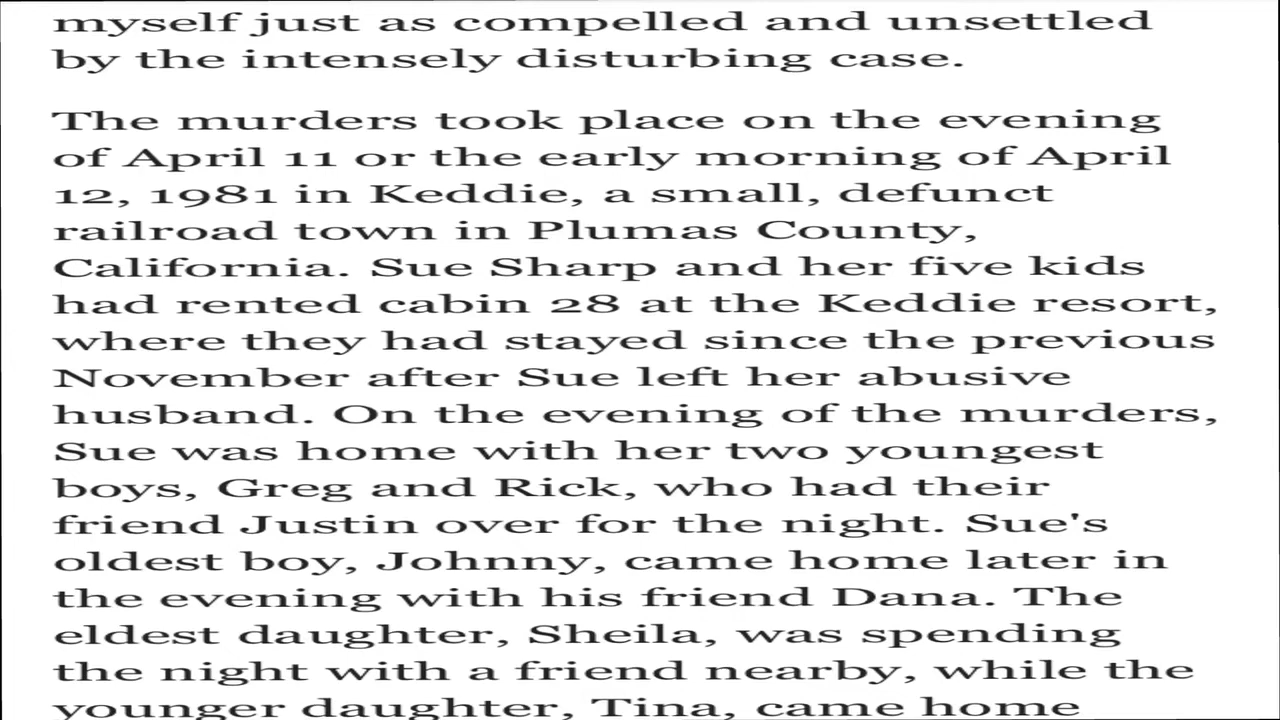 myself just as compelled and unsettled
by the intensely disturbing case.
The murders took place on the evening
of April 11 or the early morning of April
12, 1981 in Keddie, a small, defunct
railroad town in Plumas County,
California. Sue Sharp and her five kids
had rented cabin 28 at the Keddie resort,
where they had stayed since the previous
November after Sue left her abusive
husband. On the evening of the murders,
Sue was home with her two youngest
boys, Greg and Rick, who had their
friend Justin over for the night. Sue's
oldest boy, Johnny, came home later in
the evening with his friend Dana. The
eldest daughter, Sheila, was spending
the night with a friend nearby, while the
younger daughter, Tina, came home